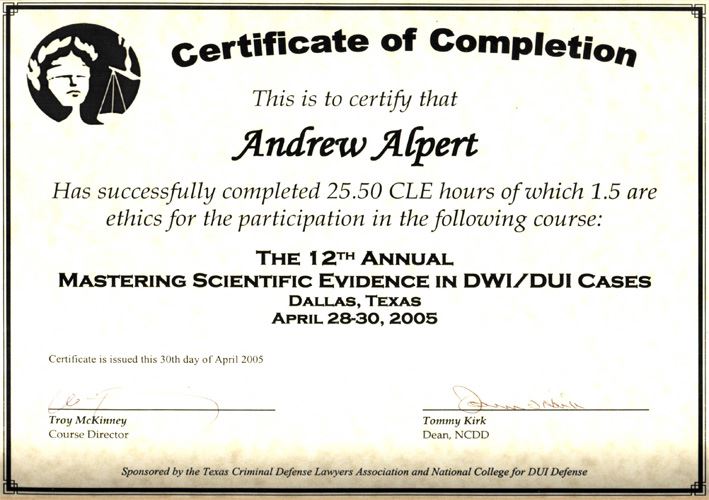 Certificate of Completion
This is to certify that
Andrew Alpert
Has successfully completed 25.50 CLE hours of which 1.5 are
ethics for the participation in the following course:
THE 12TH ANNUAL
MASTERING SCIENTIFIC EVIDENCE IN DWI/DUI CASES
DALLAS, TEXAS
APRIL 28-30, 2005
Certificate is issued this 30th day of April 2005
Troy McKinney
Course Director
Tommy Kirk
Dean, NCDD
Sponsored by the Texas Criminal Defense Lawyers Association and National College for DUI Defense